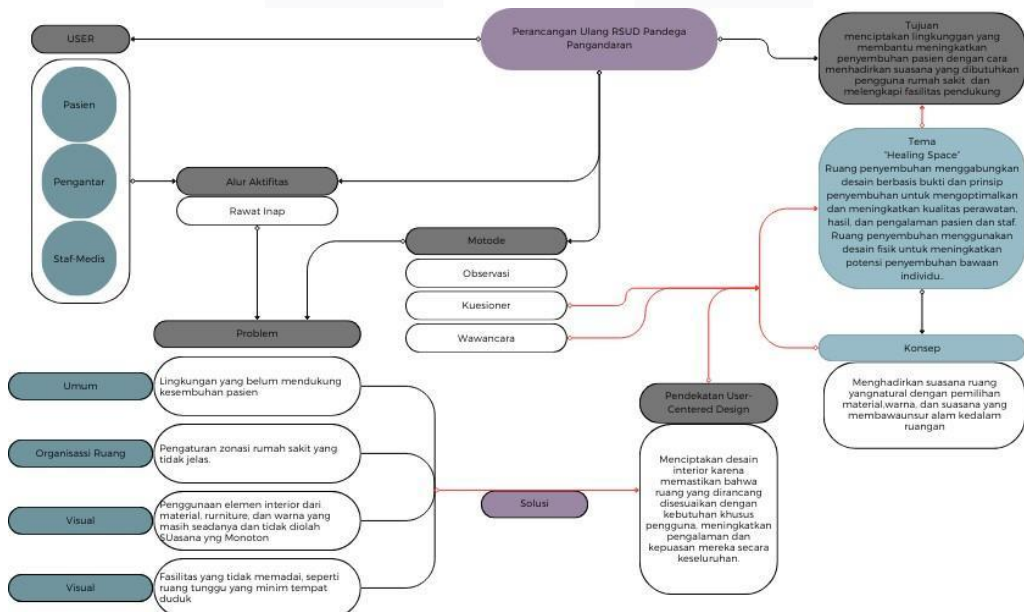 Perancangan Ulang RSUD Pandega
Pangandaran
USER
Pasien
Pengantar
Staf-Medis
Alur Aktifitas
Rawat Inap
Motode
Observasi
Kuesioner
Wawancara
Tujuan
menciptakan lingkunggan yang
membantu meningkatkan
penyembuhan pasien dengan cara
menhadirkan suasana yang dibutuhkan
pengguna rumah sakit dan
melengkapi fasilitas pendukung
Tema
"Healing Space"
Ruang penyembuhan menggabungkan
desain berbasis bukti dan prinsip
penyembuhan untuk mengoptimalkan
dan meningkatkan kualitas perawatan,
hasil, dan pengalaman pasien dan staf.
Ruang penyembuhan menggunakan
desain fisik untuk meningkatkan
potensi penyembuhan bawaan
individu..
Konsep
Menghadirkan suasana ruang
yangnatural dengan pemilihan
material,warna, dan suasana yang
membawaunsur alam kedalam
ruangan
Problem
Umum
Lingkungan yang belum mendukung
kesembuhan pasien
Organisassi Ruang
Pengaturan zonasi rumah sakit yang
tidak jelas.
Visual
Penggunaan elemen interior dari
material, rurniture, dan warna yang
masih seadanya dan tidak diolah
SUasana yng Monoton
Visual
Fasilitas yang tidak memadai, seperti
ruang tunggu yang minim tempat
duduk
Solusi
Pendekatan User-
Centered Design
Menciptakan desain
interior karena
memastikan bahwa
ruang yang dirancang
disesuaikan dengan
kebutuhan khusus
pengguna, meningkatkan
pengalaman dan
kepuasan mereka secara
keseluruhan.